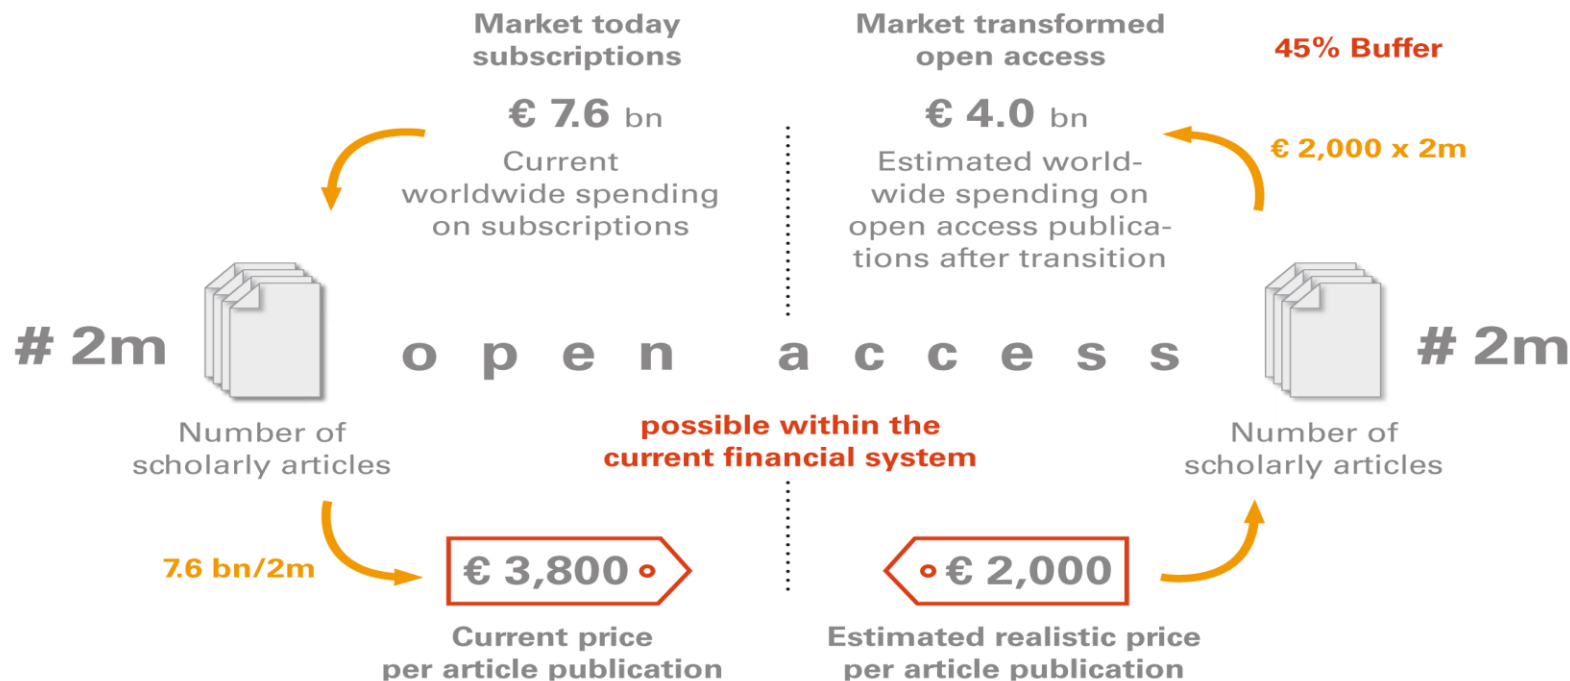 Market today
subscriptions
€ 7.6 bn
Current
worldwide spending
on subscriptions
Market transformed
open access
€ 4.0 bn
Estimated world-
wide spending on
open access publica-
tions after transition
45% Buffer
€ 2,000 x 2m
# 2m
open access
# 2m
Number of
scholarly articles
possible within the
current financial system
Number of
scholarly articles
7.6 bn/2m
€ 3,800
€ 2,000
Current price
per article publication
Estimated realistic price
per article publication